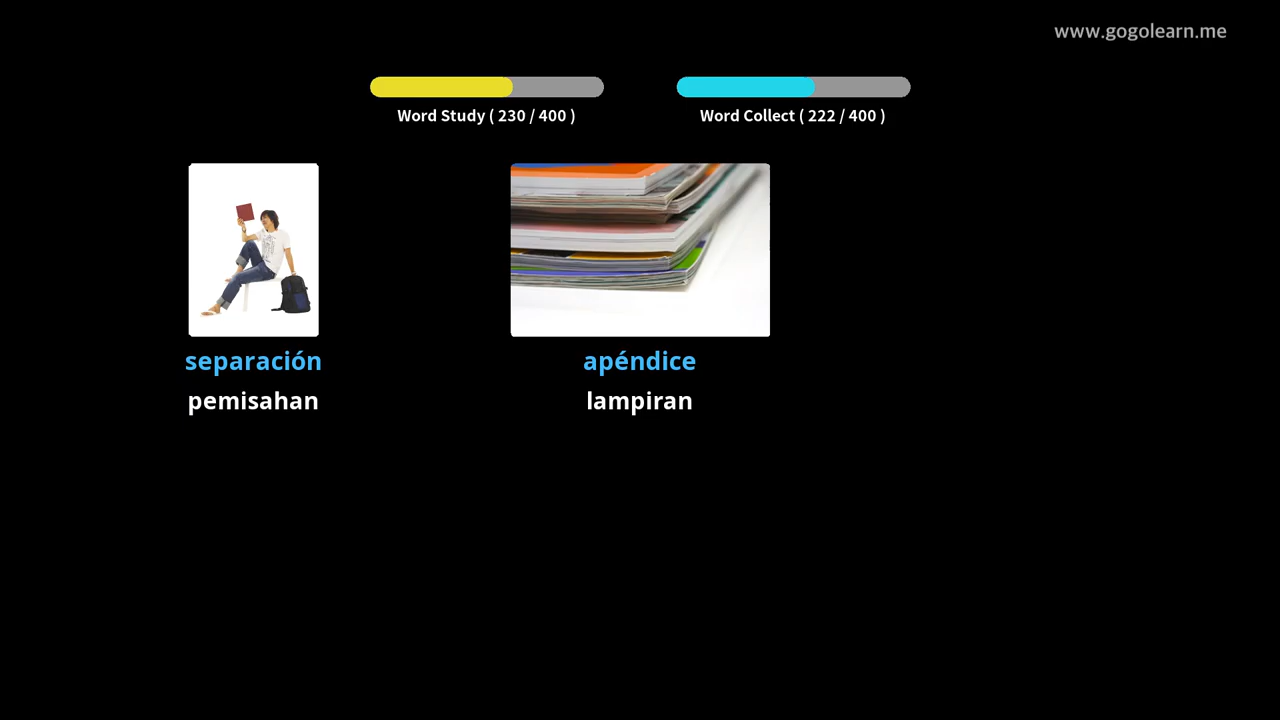 www.gogolearn.me
Word Study ( 230 / 400 )
Word Collect ( 222 / 400 )
separación
apéndice
pemisahan
lampiran